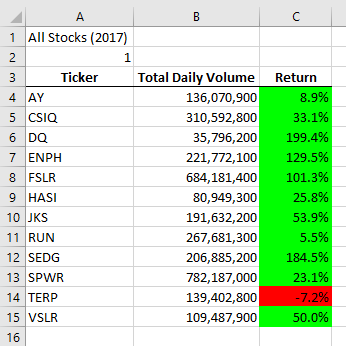 A B C
1 All Stocks (2017)
2 1
3 Ticker Total Daily Volume Return
4 AY 136,070,900 8.9%
5 CSIQ 310,592,800 33.1%
6 DQ 35,796,200 199.4%
7 ENPH 221,772,100 129.5%
8 FSLR 684,181,400 101.3%
9 HASI 80,949,300 25.8%
10 JKS 191,632,200 53.9%
11 RUN 267,681,300 5.5%
12 SEDG 206,885,200 184.5%
13 SPWR 782,187,000 23.1%
14 TERP 139,402,800 -7.2%
15 VSLR 109,487,900 50.0%
16